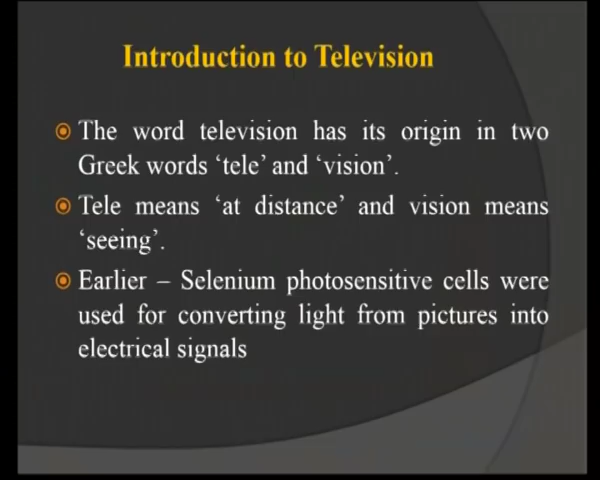 Introduction to Television
The word television has its origin in two
Greek words ‘tele’ and ‘vision’.
Tele means ‘at distance’ and vision means
‘seeing’.
Earlier – Selenium photosensitive cells were
used for converting light from pictures into
electrical signals